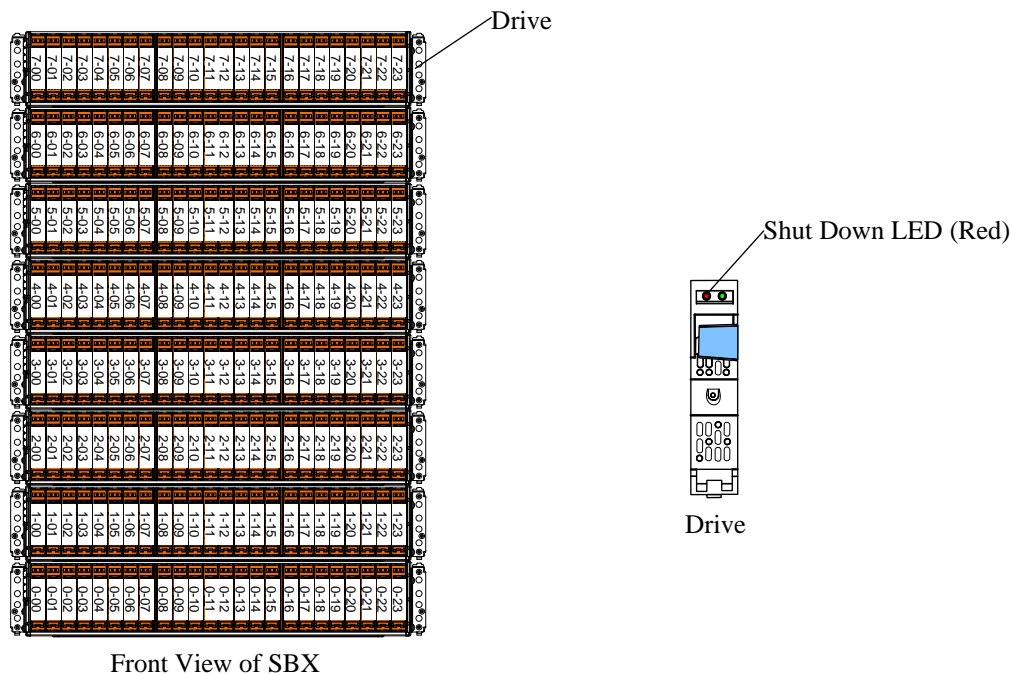 Drive
7-00 7-01 7-02 7-03 7-04 7-05 7-06 7-07 7-08 7-09 7-10 7-11 7-12 7-13 7-14 7-15 7-16 7-17 7-18 7-19 7-20 7-21 7-22 7-23
6-00 6-01 6-02 6-03 6-04 6-05 6-06 6-07 6-08 6-09 6-10 6-11 6-12 6-13 6-14 6-15 6-16 6-17 6-18 6-19 6-20 6-21 6-22 6-23
5-00 5-01 5-02 5-03 5-04 5-05 5-06 5-07 5-08 5-09 5-10 5-11 5-12 5-13 5-14 5-15 5-16 5-17 5-18 5-19 5-20 5-21 5-22 5-23
Shut Down LED (Red)
4-00 4-01 4-02 4-03 4-04 4-05 4-06 4-07 4-08 4-09 4-10 4-11 4-12 4-13 4-14 4-15 4-16 4-17 4-18 4-19 4-20 4-21 4-22 4-23
3-00 3-01 3-02 3-03 3-04 3-05 3-06 3-07 3-08 3-09 3-10 3-11 3-12 3-13 3-14 3-15 3-16 3-17 3-18 3-19 3-20 3-21 3-22 3-23
2-00 2-01 2-02 2-03 2-04 2-05 2-06 2-07 2-08 2-09 2-10 2-11 2-12 2-13 2-14 2-15 2-16 2-17 2-18 2-19 2-20 2-21 2-22 2-23
1-00 1-01 1-02 1-03 1-04 1-05 1-06 1-07 1-08 1-09 1-10 1-11 1-12 1-13 1-14 1-15 1-16 1-17 1-18 1-19 1-20 1-21 1-22 1-23
Drive
0-00 0-01 0-02 0-03 0-04 0-05 0-06 0-07 0-08 0-09 0-10 0-11 0-12 0-13 0-14 0-15 0-16 0-17 0-18 0-19 0-20 0-21 0-22 0-23
Front View of SBX